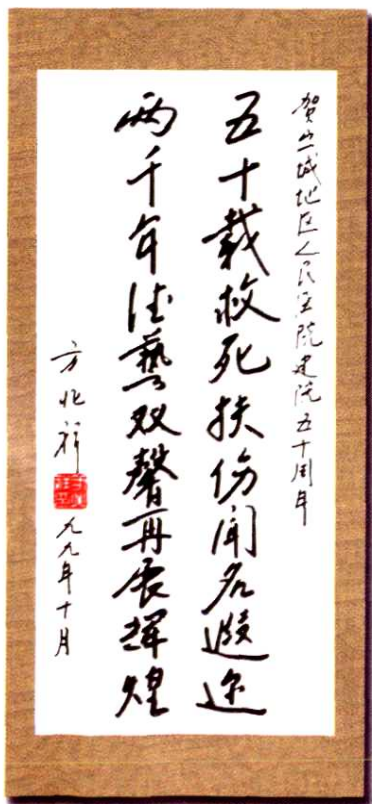 贺盐城地区人民医院建院五十周年
五十载救死扶伤闻名遐迩
两千年德艺双馨再展辉煌
方兆祥
九九年十月